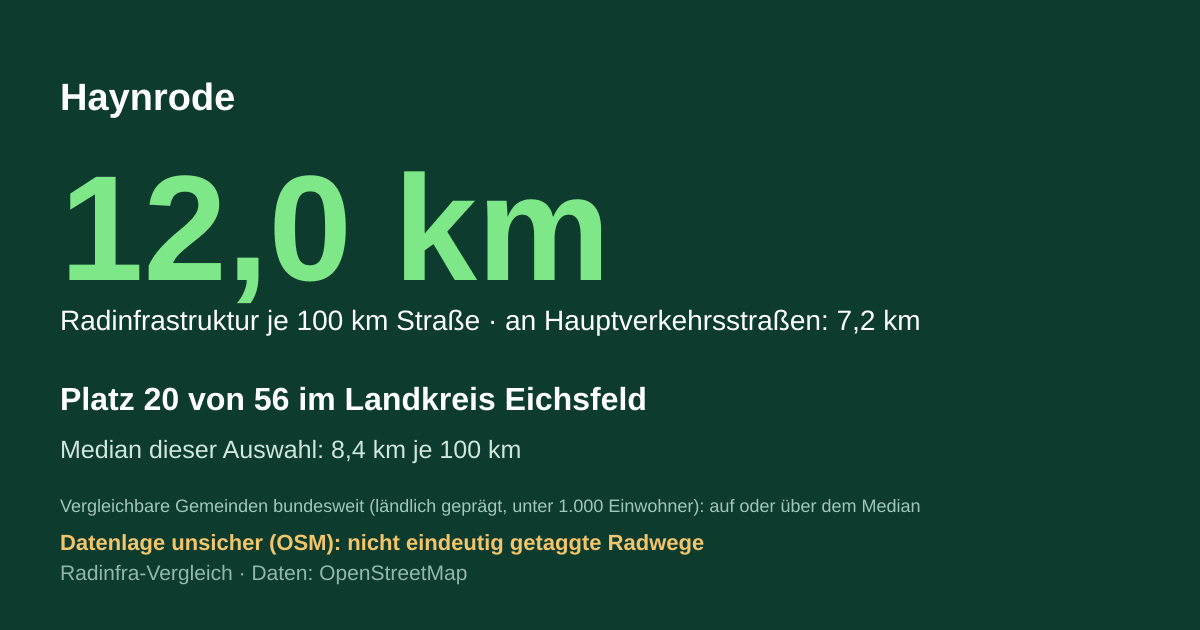 Haynrode
12,0 km
Radinfrastruktur je 100 km Straße · an Hauptverkehrsstraßen: 7,2 km
Platz 20 von 56 im Landkreis Eichsfeld
Median dieser Auswahl: 8,4 km je 100 km
Vergleichbare Gemeinden bundesweit (ländlich geprägt, unter 1.000 Einwohner): auf oder über dem Median
Datenlage unsicher (OSM): nicht eindeutig getaggte Radwege
Radinfra-Vergleich · Daten: OpenStreetMap